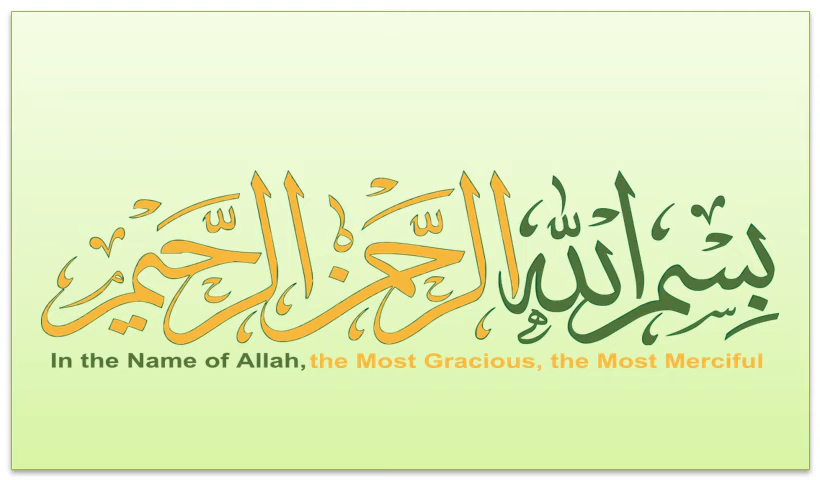 بسم الله الرحمن الرحيم
In the Name of Allah, the Most Gracious, the Most Merciful